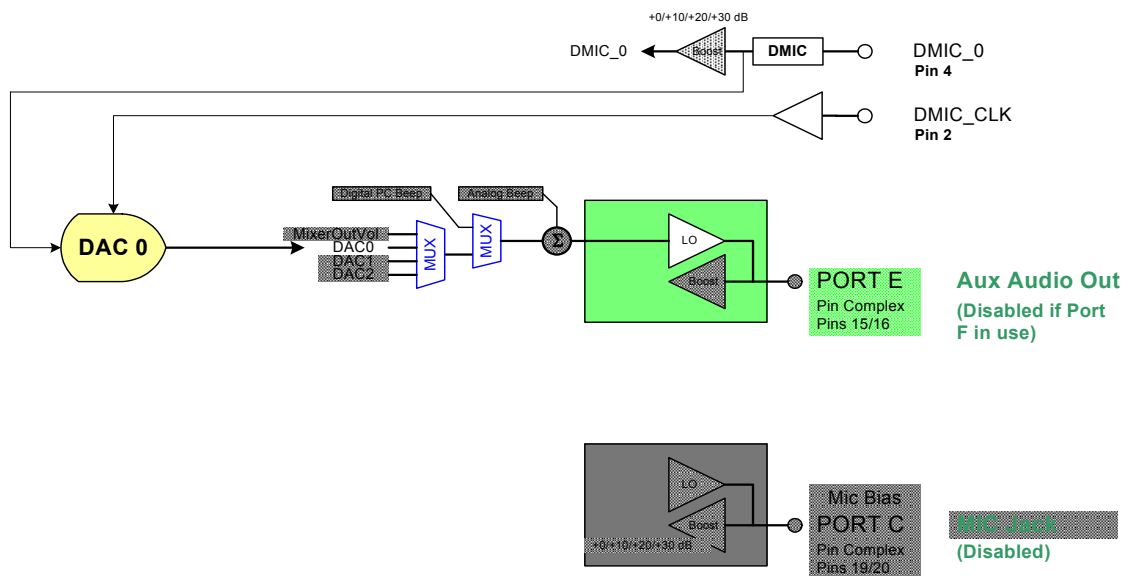 +0/+10/+20/+30 dB
DMIC_0
Boost
DMIC
DMIC_0
Pin 4
DMIC_CLK
Pin 2
Digital PC Beep
Analog Beep
DAC 0
MixerOutVol
DAC0
DAC1
DAC2
MUX
MUX
Σ
LO
Boost
PORT E
Pin Complex
Pins 15/16
Aux Audio Out
(Disabled if Port
F in use)
LO
Boost
+0/+10/+20/+30 dB
Mic Bias
PORT C
Pin Complex
Pins 19/20
MIC Jack
(Disabled)